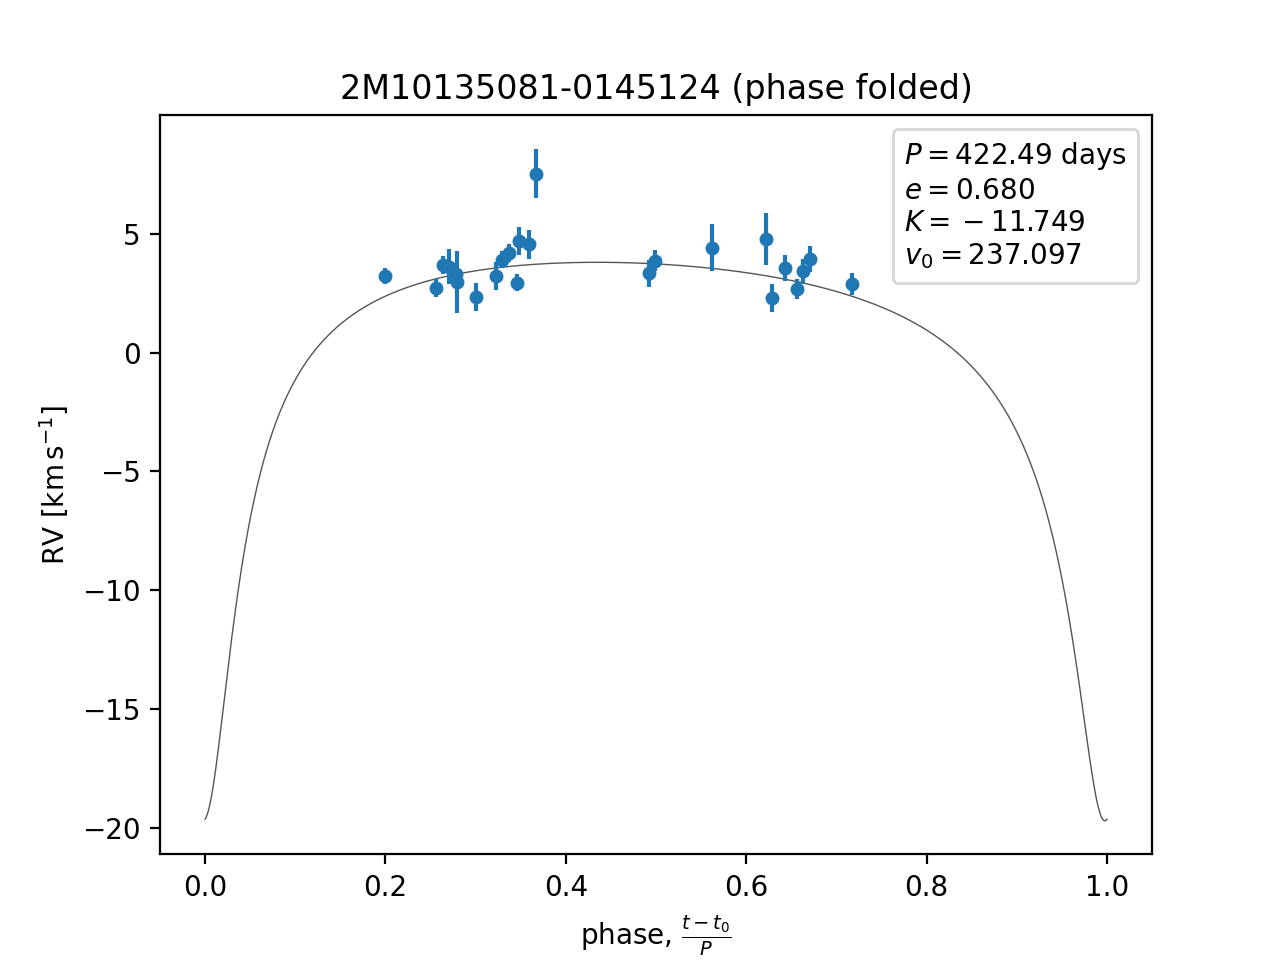 2M10135081-0145124 (phase folded)
P = 422.49 days
e = 0.680
K = −11.749
v₀ = 237.097
5
0
−5
−10
−15
−20
RV [km s⁻¹]
0.0 0.2 0.4 0.6 0.8 1.0
phase, (t − t₀)/P